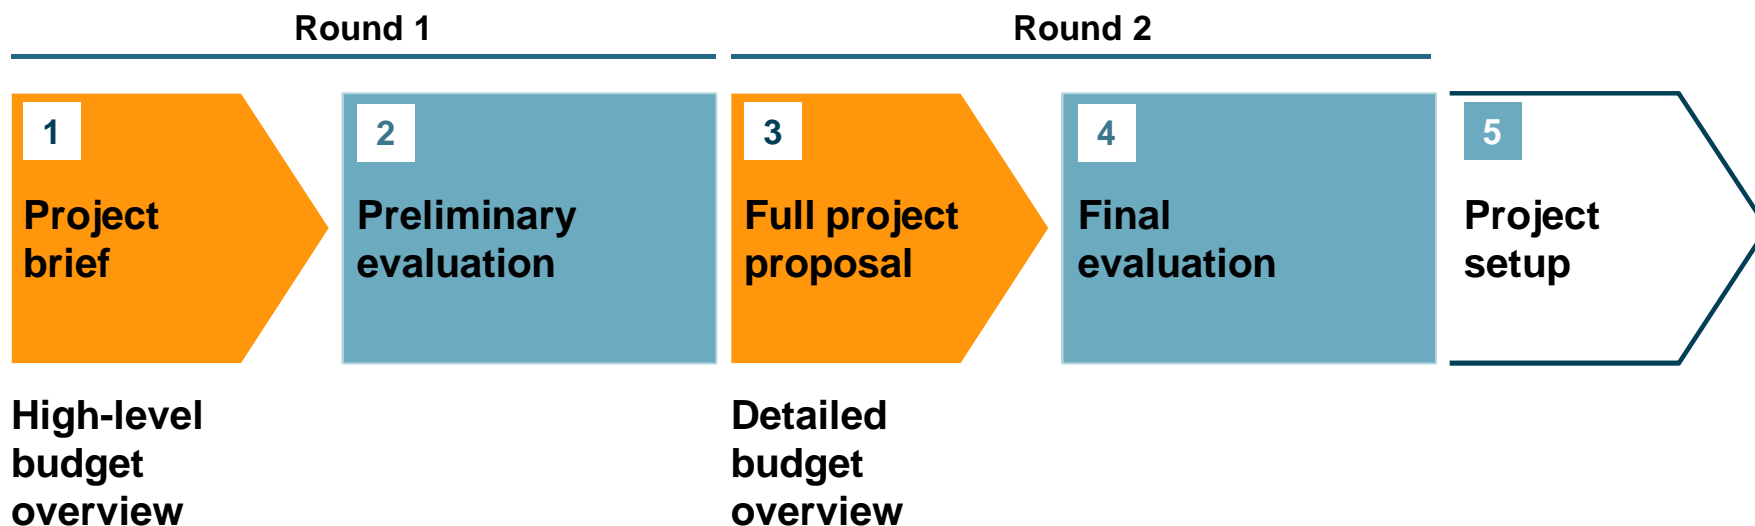 Round 1
Round 2
1
Project
brief
2
Preliminary
evaluation
3
Full project
proposal
4
Final
evaluation
5
Project
setup
High-level
budget
overview
Detailed
budget
overview